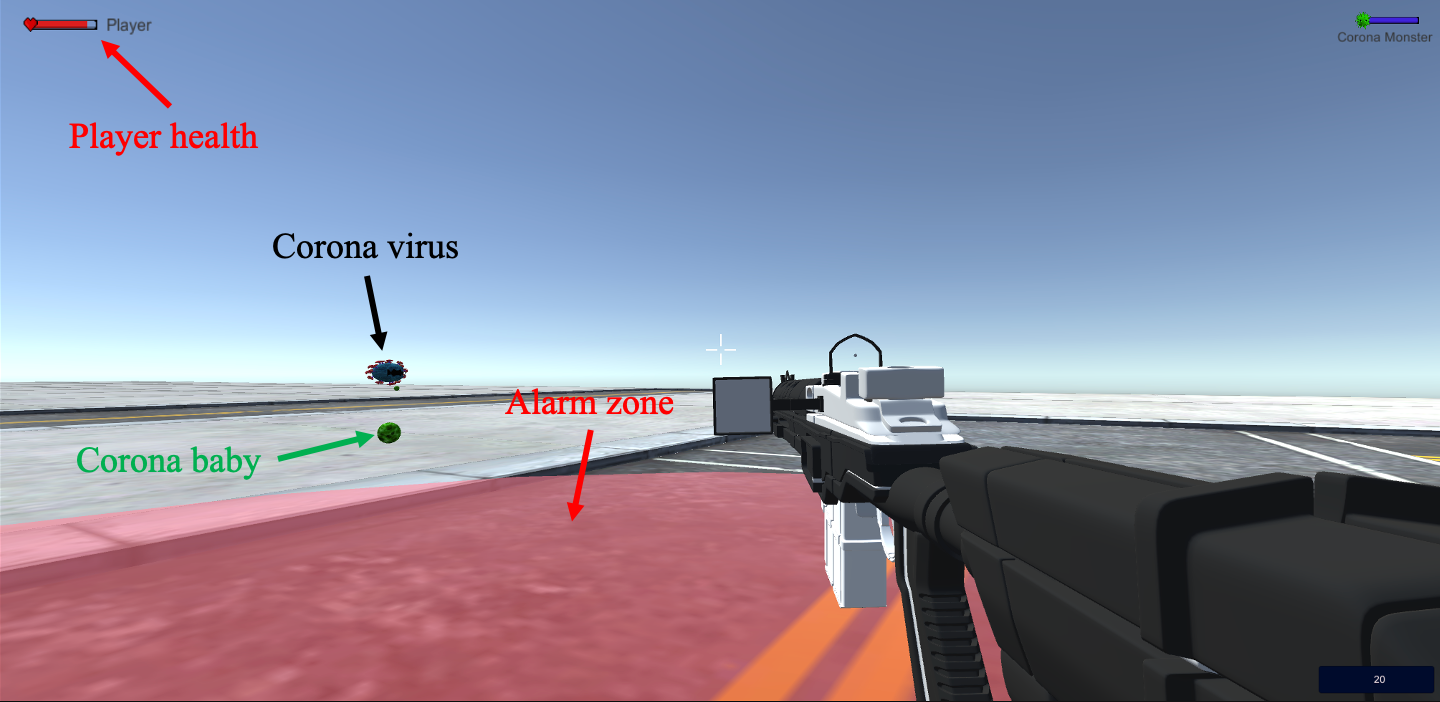 Player
Corona Monster
Player health
Corona virus
Alarm zone
Corona baby
20